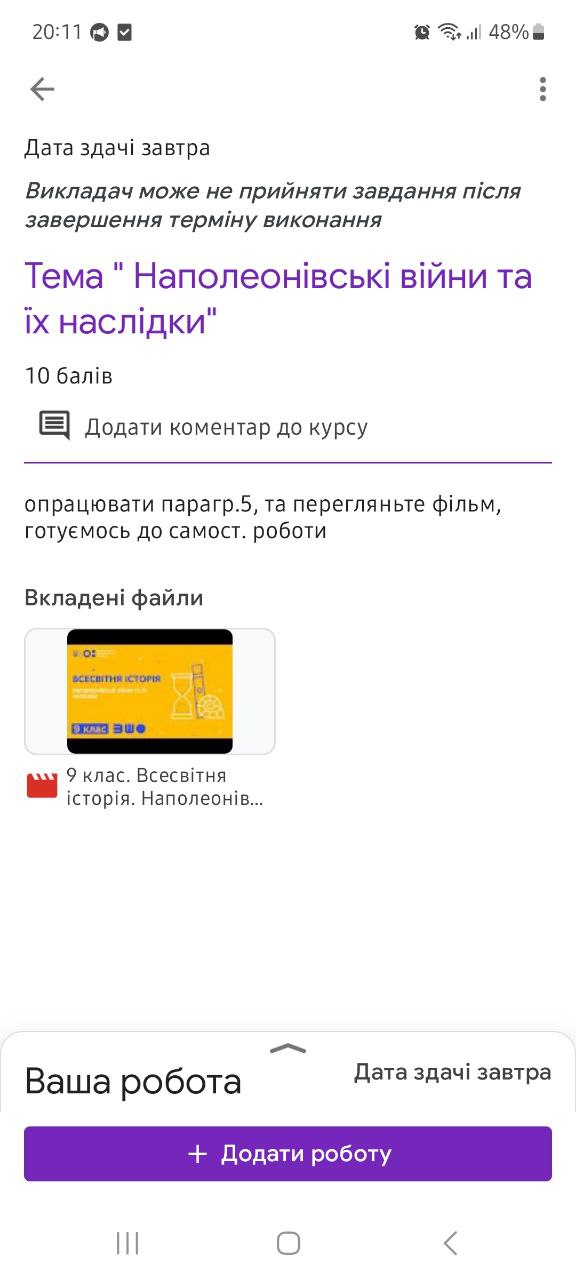 20:11
48%
Дата здачі завтра
Викладач може не прийняти завдання після
завершення терміну виконання
Тема " Наполеонівські війни та
їх наслідки"
10 балів
Додати коментар до курсу
опрацювати парагр.5, та перегляньте фільм,
готуємось до самост. роботи
Вкладені файли
ВСЕСВІТНЯ ІСТОРІЯ
9 клас
9 клас. Всесвітня
історія. Наполеонів...
Ваша робота
Дата здачі завтра
+ Додати роботу